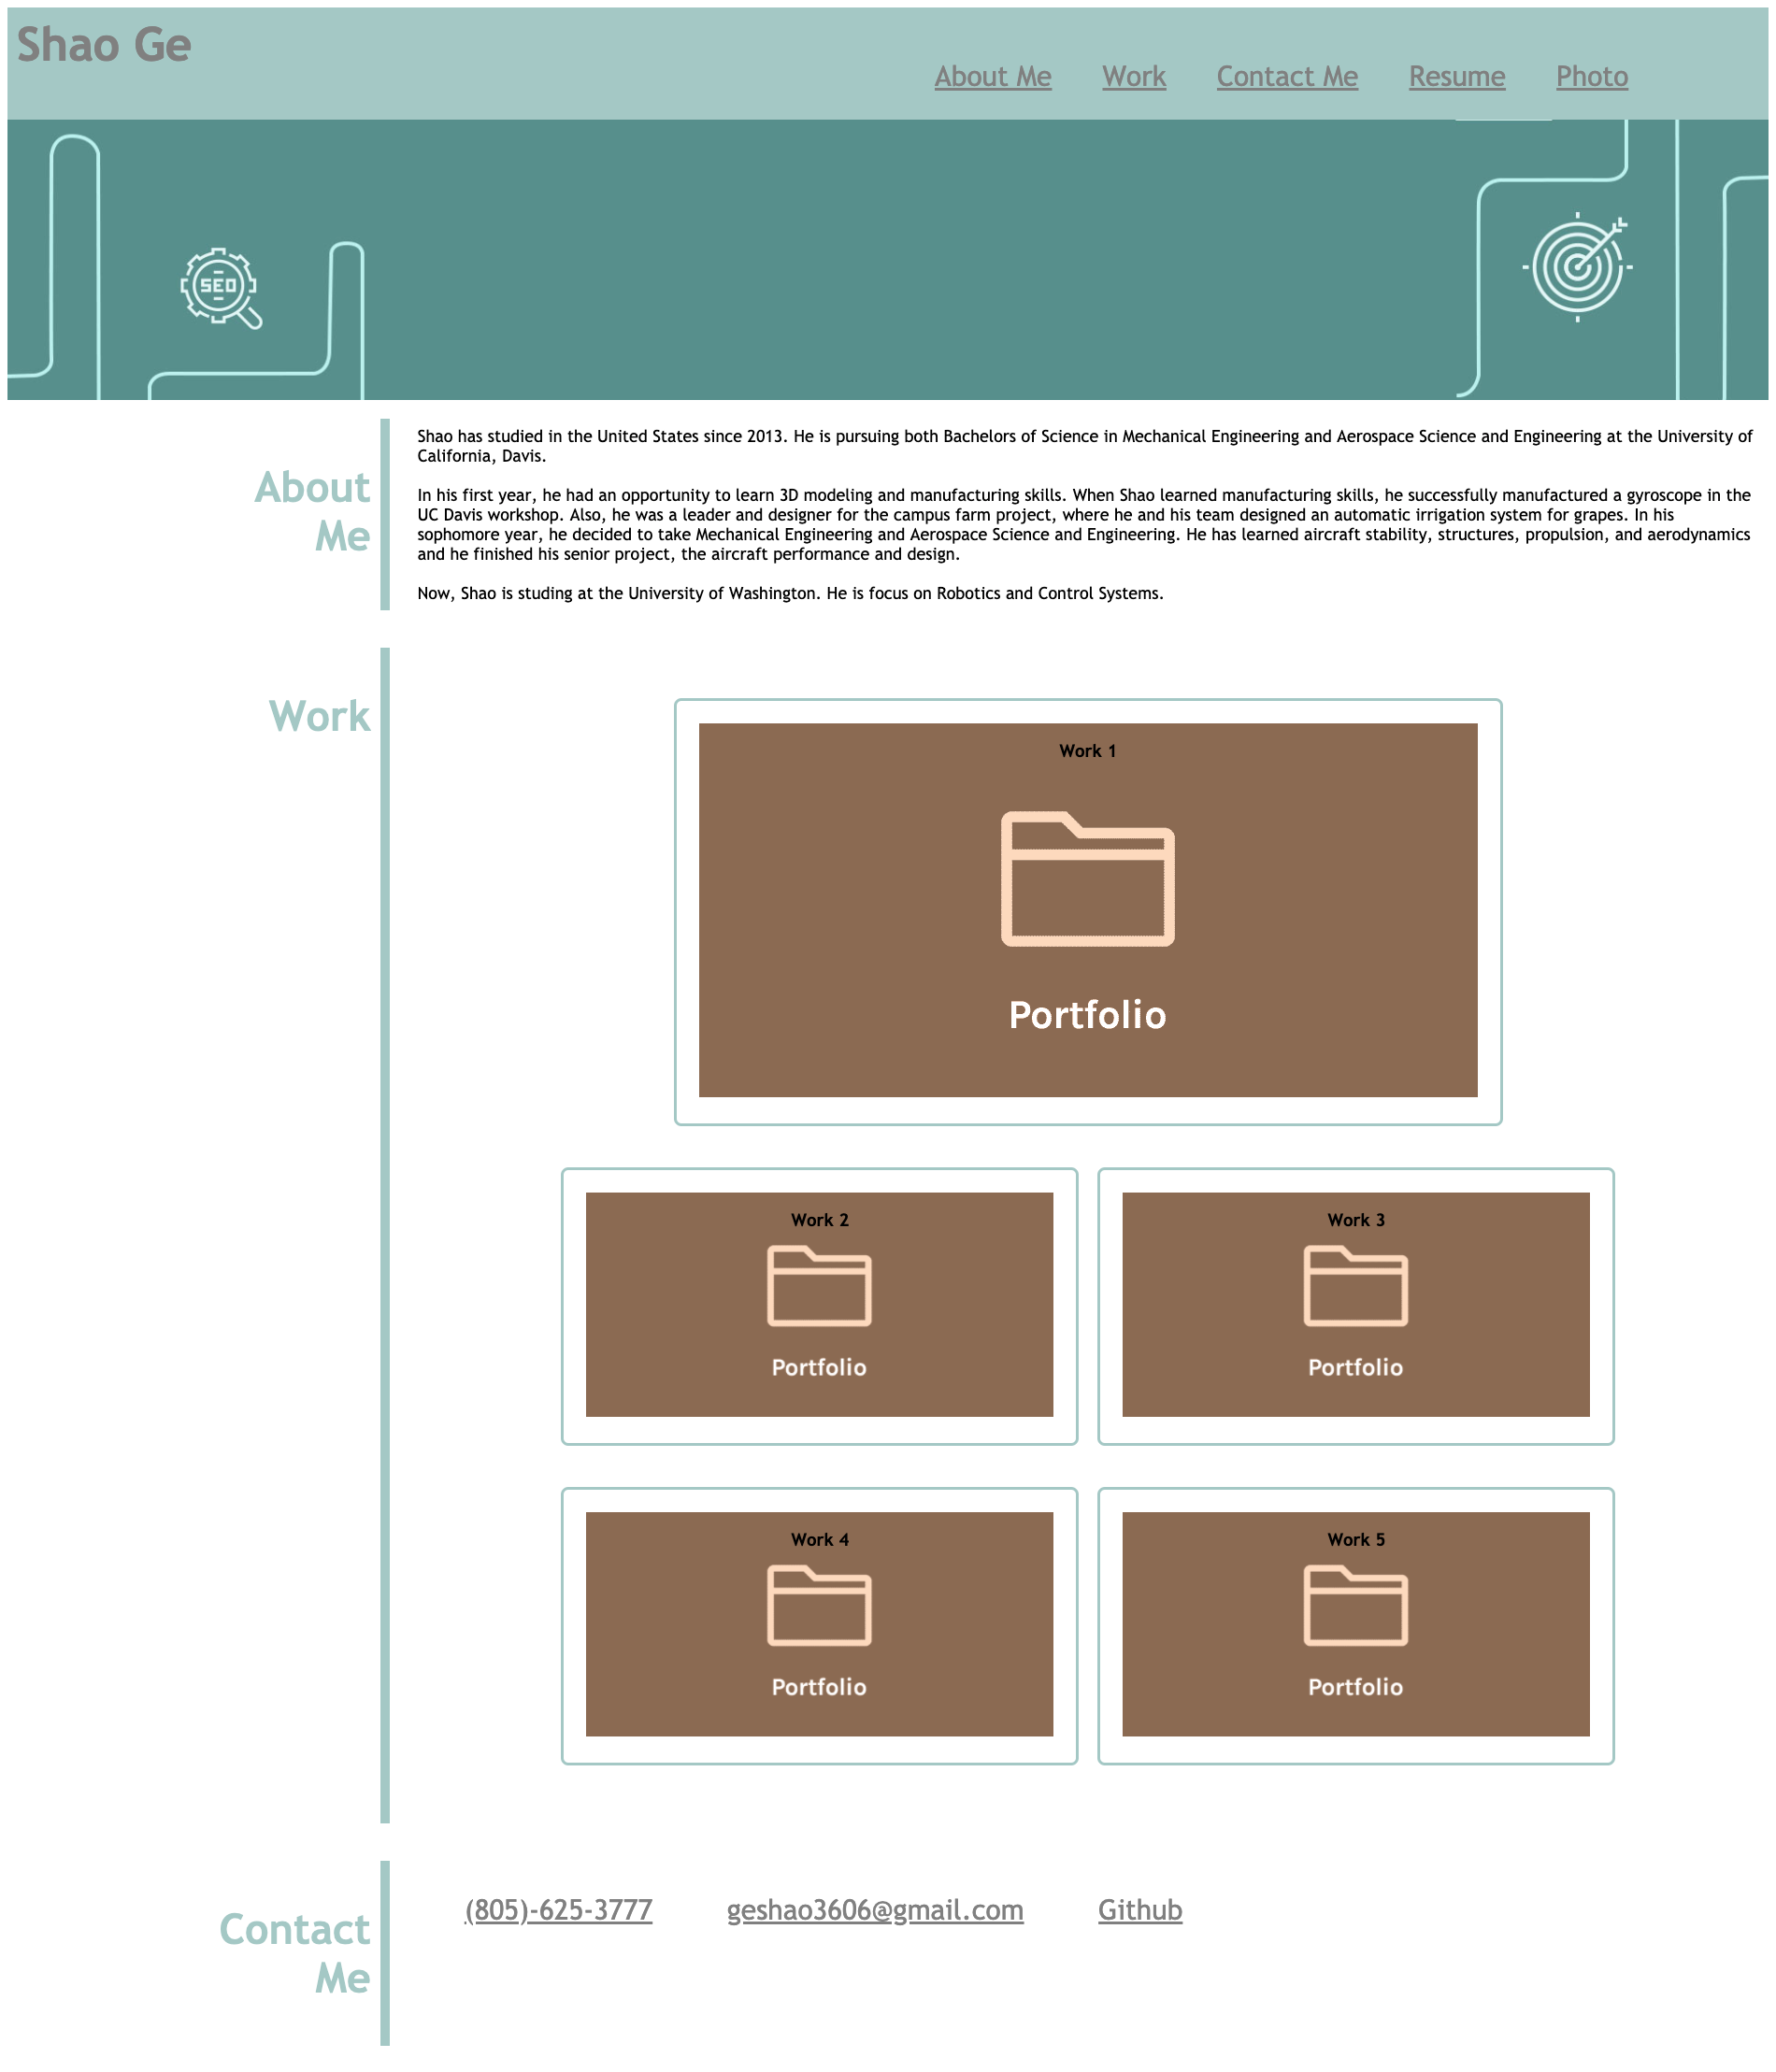 Shao Ge
About Me Work Contact Me Resume Photo
SEO
About
Me
Shao has studied in the United States since 2013. He is pursuing both Bachelors of Science in Mechanical Engineering and Aerospace Science and Engineering at the University of
California, Davis.
In his first year, he had an opportunity to learn 3D modeling and manufacturing skills. When Shao learned manufacturing skills, he successfully manufactured a gyroscope in the
UC Davis workshop. Also, he was a leader and designer for the campus farm project, where he and his team designed an automatic irrigation system for grapes. In his
sophomore year, he decided to take Mechanical Engineering and Aerospace Science and Engineering. He has learned aircraft stability, structures, propulsion, and aerodynamics
and he finished his senior project, the aircraft performance and design.
Now, Shao is studing at the University of Washington. He is focus on Robotics and Control Systems.
Work
Work 1
Portfolio
Work 2
Portfolio
Work 3
Portfolio
Work 4
Portfolio
Work 5
Portfolio
Contact
Me
(805)-625-3777 geshao3606@gmail.com Github